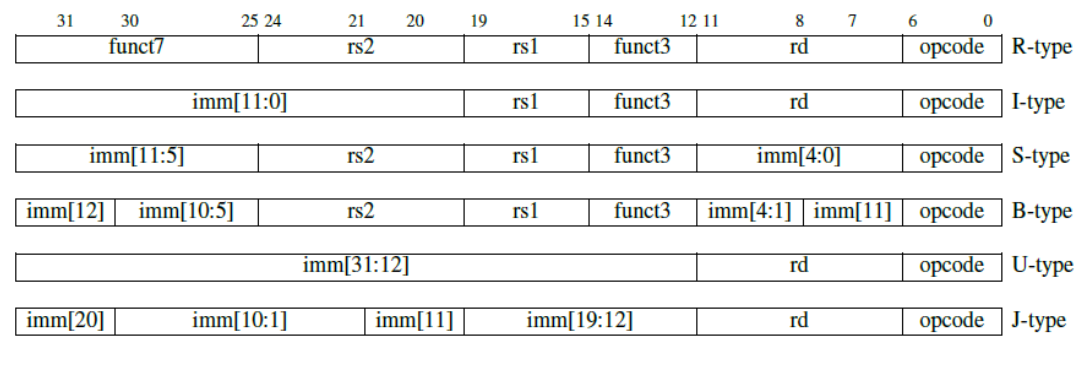 31 30 25 24 21 20 19 15 14 12 11 8 7 6 0
funct7 rs2 rs1 funct3 rd opcode R-type
imm[11:0] rs1 funct3 rd opcode I-type
imm[11:5] rs2 rs1 funct3 imm[4:0] opcode S-type
imm[12] imm[10:5] rs2 rs1 funct3 imm[4:1] imm[11] opcode B-type
imm[31:12] rd opcode U-type
imm[20] imm[10:1] imm[11] imm[19:12] rd opcode J-type